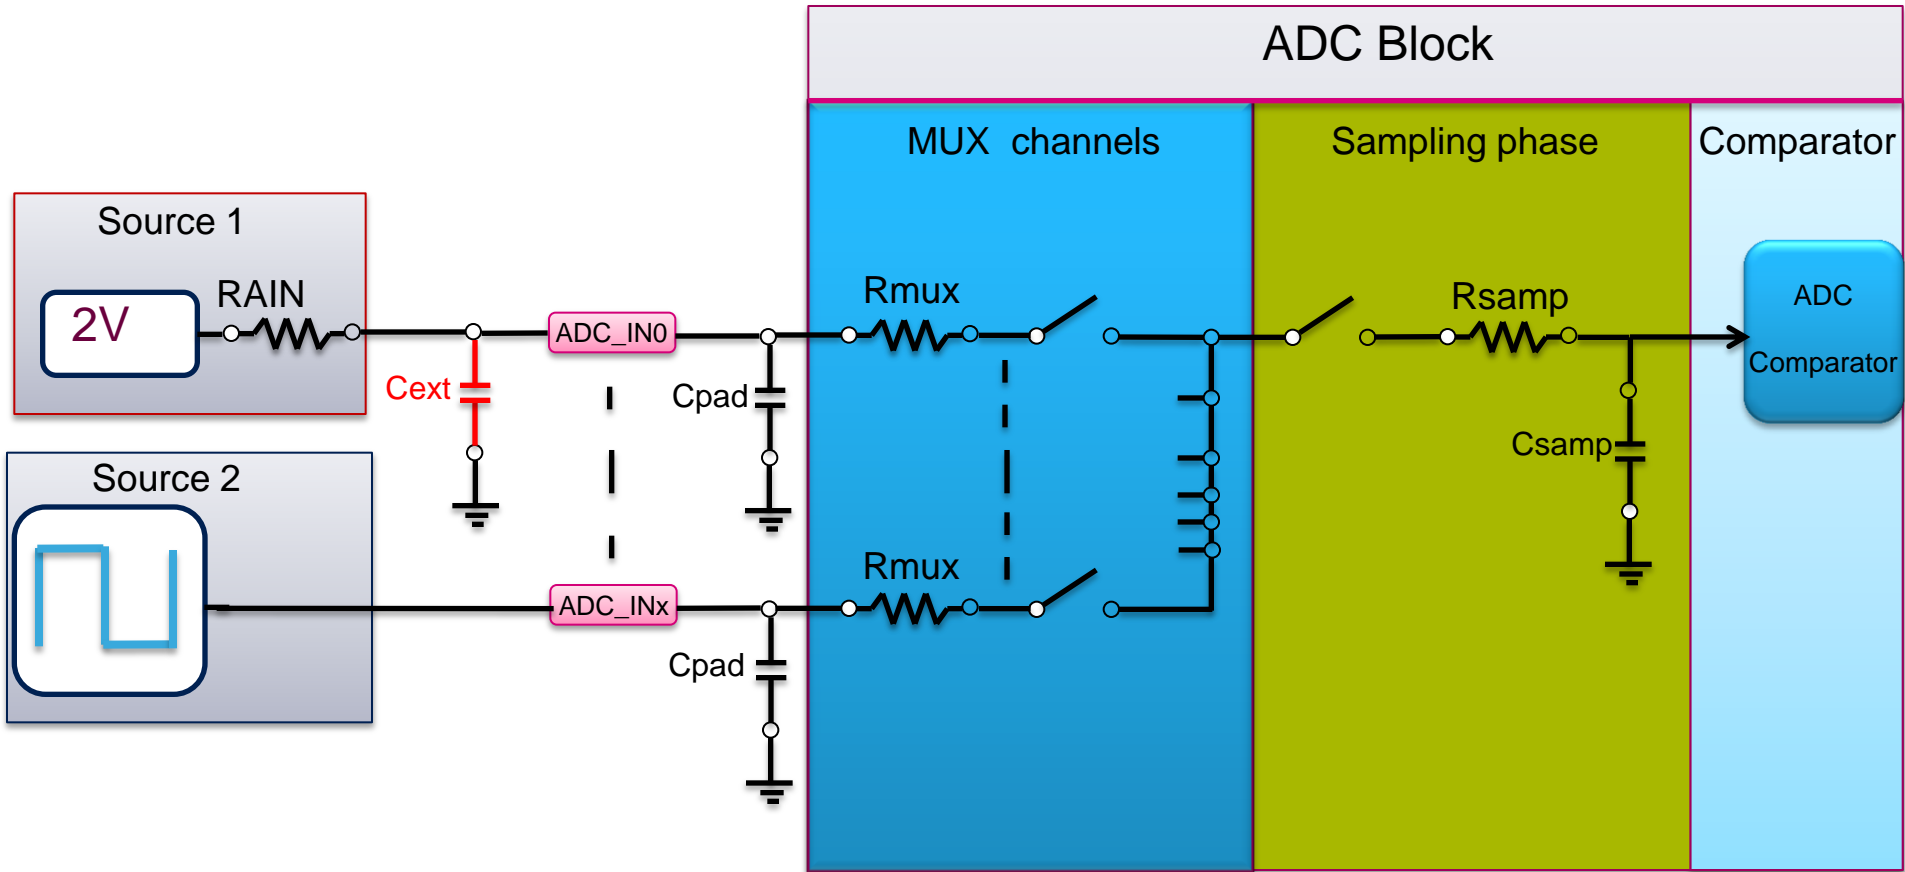 ADC Block
MUX channels
Sampling phase
Comparator
Source 1
2V
RAIN
Cext
ADC_IN0
Cpad
Rmux
Rsamp
Csamp
ADC
Comparator
Source 2
ADC_INx
Cpad
Rmux